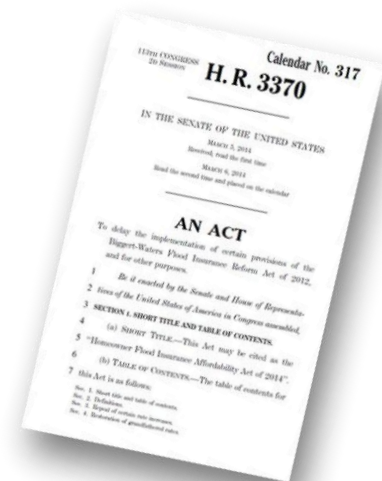 113TH CONGRESS
2D SESSION
Calendar No. 317
H. R. 3370
IN THE SENATE OF THE UNITED STATES
MARCH 5, 2014
Received; read the first time
MARCH 6, 2014
Read the second time and placed on the calendar
AN ACT
To delay the implementation of certain provisions of the
Biggert-Waters Flood Insurance Reform Act of 2012,
and for other purposes.
1 Be it enacted by the Senate and House of Representa-
2 tives of the United States of America in Congress assembled,
3 SECTION 1. SHORT TITLE AND TABLE OF CONTENTS.
4 (a) SHORT TITLE.—This Act may be cited as the
5 "Homeowner Flood Insurance Affordability Act of 2014".
6 (b) TABLE OF CONTENTS.—The table of contents for
7 this Act is as follows:
Sec. 1. Short title and table of contents.
Sec. 2. Definitions.
Sec. 3. Repeal of certain rate increases.
Sec. 4. Restoration of grandfathered rates.